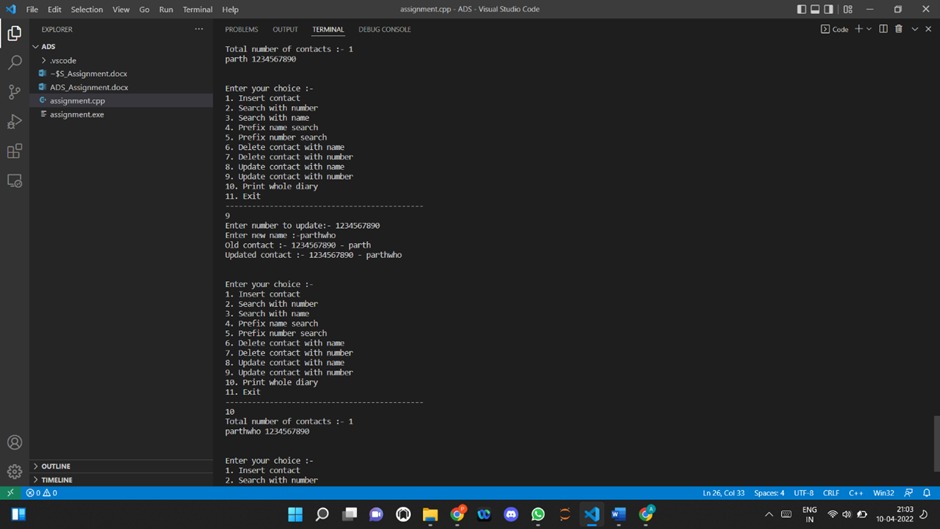 File Edit Selection View Go Run Terminal Help
assignment.cpp - ADS - Visual Studio Code
EXPLORER
ADS
.vscode
~$S_Assignment.docx
ADS_Assignment.docx
assignment.cpp
assignment.exe
OUTLINE
TIMELINE
PROBLEMS OUTPUT TERMINAL DEBUG CONSOLE
Code
Total number of contacts :- 1
parth 1234567890
Enter your choice :-
1. Insert contact
2. Search with number
3. Search with name
4. Prefix name search
5. Prefix number search
6. Delete contact with name
7. Delete contact with number
8. Update contact with name
9. Update contact with number
10. Print whole diary
11. Exit
--------------------------------------------
9
Enter number to update:- 1234567890
Enter new name :-parthwho
Old contact :- 1234567890 - parth
Updated contact :- 1234567890 - parthwho
Enter your choice :-
1. Insert contact
2. Search with number
3. Search with name
4. Prefix name search
5. Prefix number search
6. Delete contact with name
7. Delete contact with number
8. Update contact with name
9. Update contact with number
10. Print whole diary
11. Exit
--------------------------------------------
10
Total number of contacts :- 1
parthwho 1234567890
Enter your choice :-
1. Insert contact
2. Search with number
0 0
Ln 26, Col 33 Spaces: 4 UTF-8 CRLF C++ Win32
ENG
IN
21:03
10-04-2022